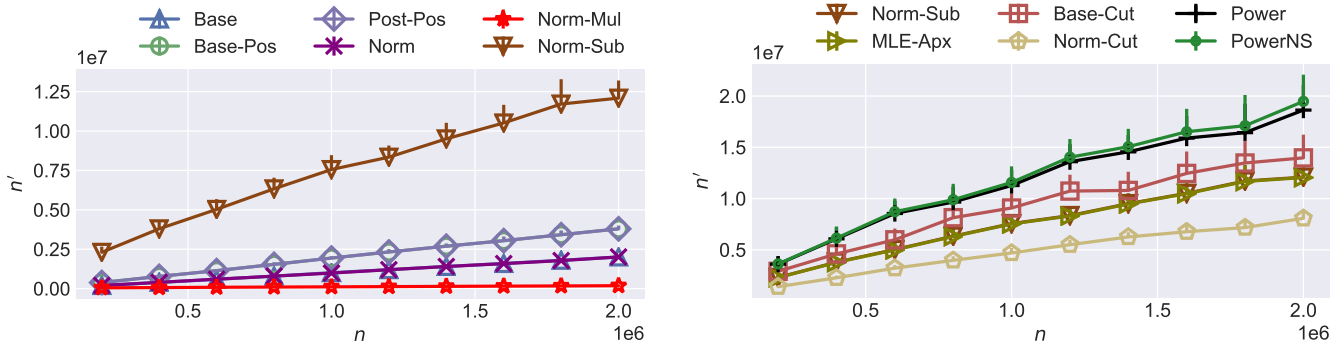 Base Post-Pos Norm-Mul
Base-Pos Norm Norm-Sub
1e7
1.25
1.00
0.75
0.50
0.25
0.00
n′
0.5 1.0 1.5 2.0
n
1e6
Norm-Sub Base-Cut Power
MLE-Apx Norm-Cut PowerNS
1e7
2.0
1.5
1.0
0.5
n′
0.5 1.0 1.5 2.0
n
1e6